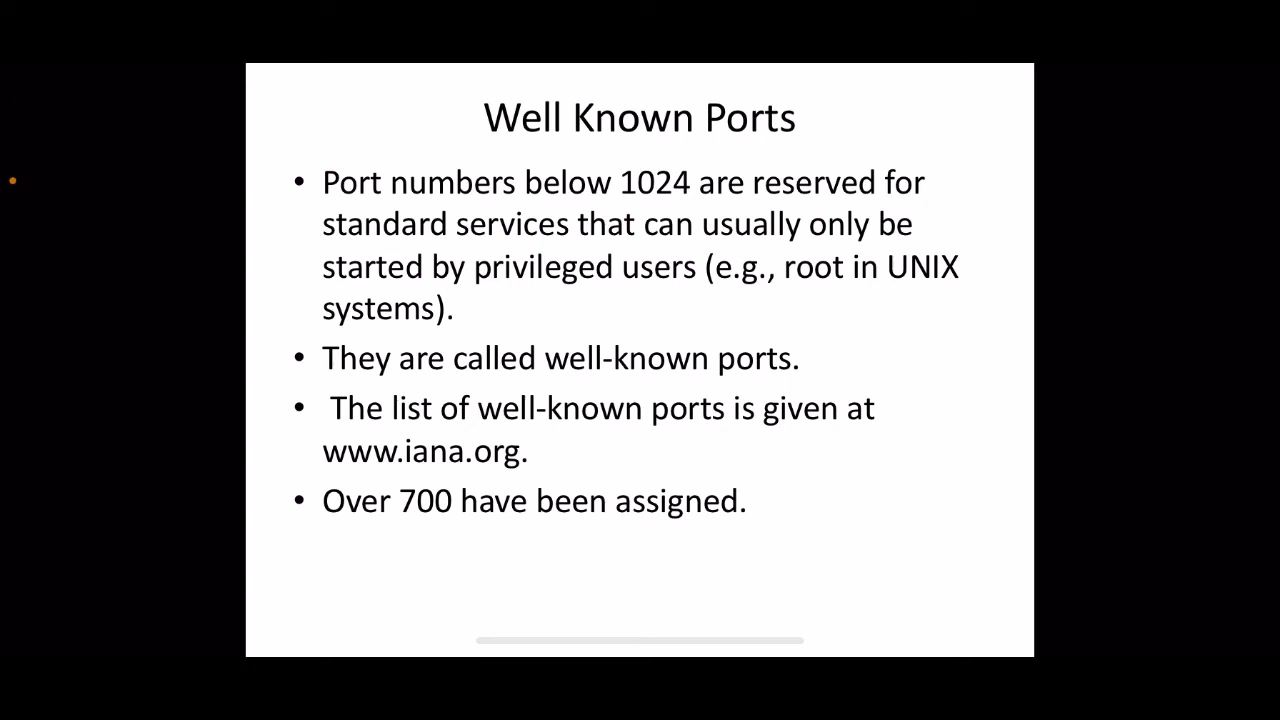 Well Known Ports
• Port numbers below 1024 are reserved for
standard services that can usually only be
started by privileged users (e.g., root in UNIX
systems).
• They are called well-known ports.
• The list of well-known ports is given at
www.iana.org.
• Over 700 have been assigned.